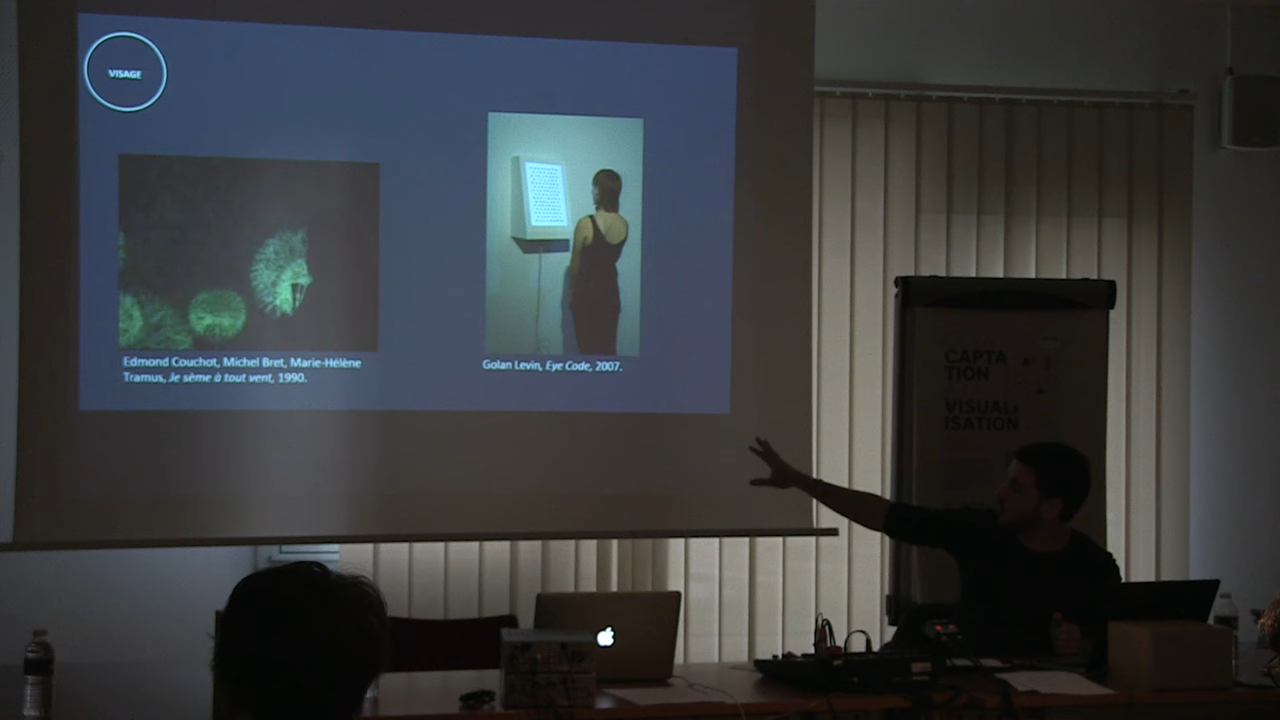 VISAGE
Edmond Couchot, Michel Bret, Marie-Hélène
Tramus, Je sème à tout vent, 1990.
Golan Levin, Eye Code, 2007.
CAPTA
TION
VISUAL
ISATION